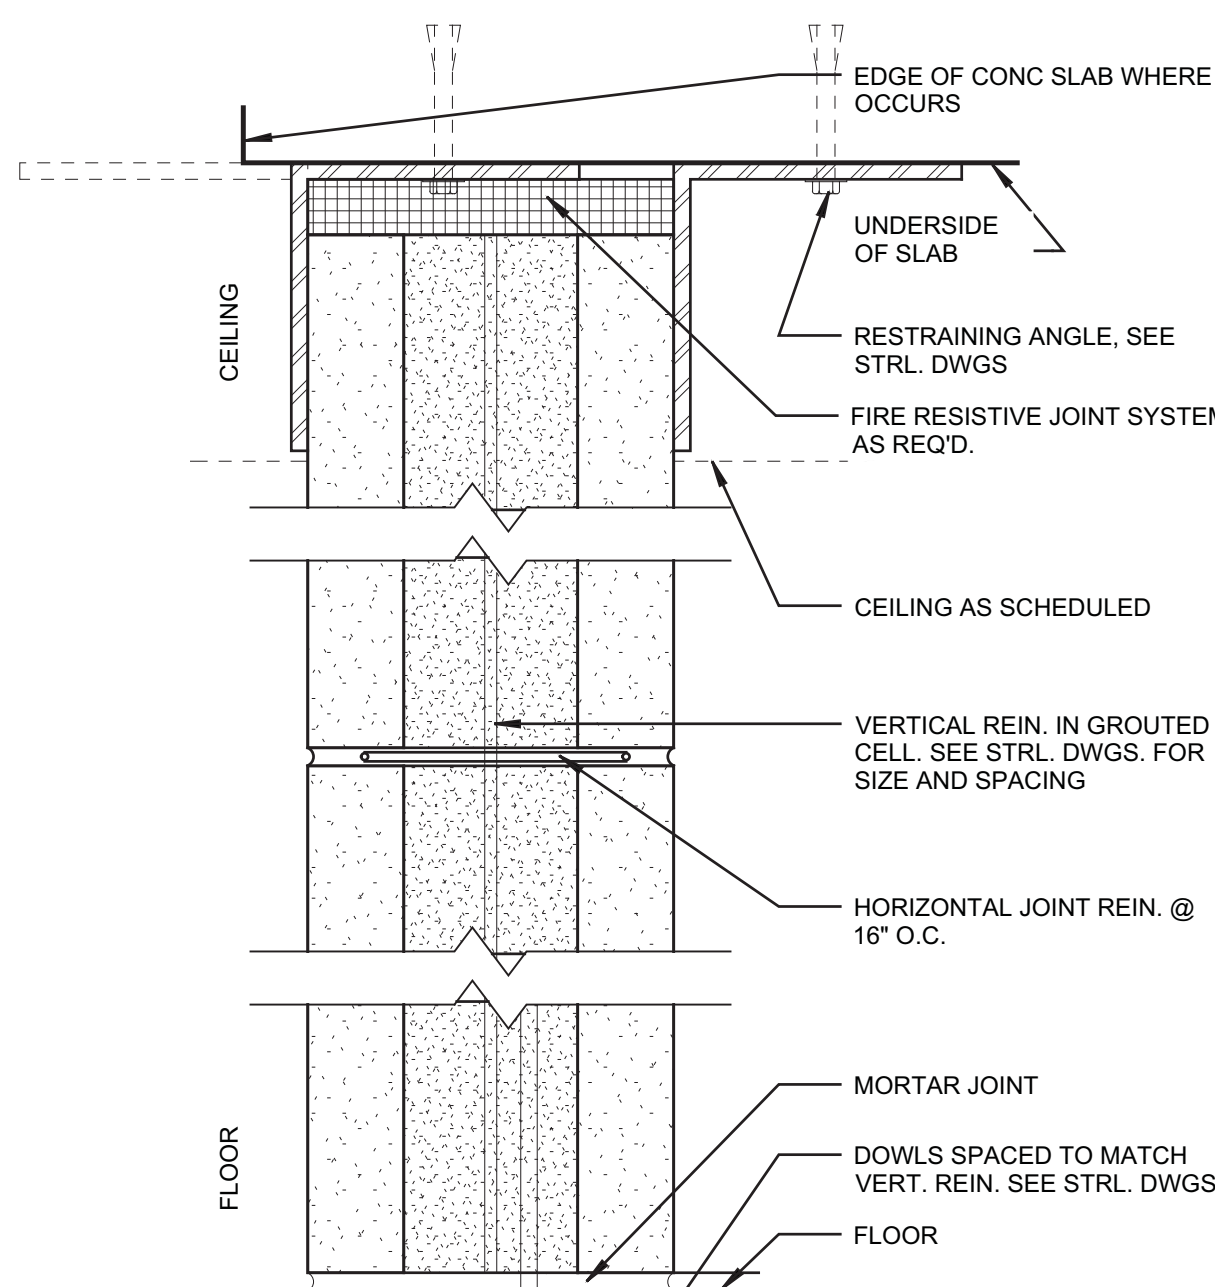 EDGE OF CONC SLAB WHERE
OCCURS
UNDERSIDE
OF SLAB
CEILING
RESTRAINING ANGLE, SEE
STRL. DWGS
FIRE RESISTIVE JOINT SYSTEM
AS REQ'D.
CEILING AS SCHEDULED
VERTICAL REIN. IN GROUTED
CELL. SEE STRL. DWGS. FOR
SIZE AND SPACING
HORIZONTAL JOINT REIN. @
16" O.C.
MORTAR JOINT
FLOOR
DOWLS SPACED TO MATCH
VERT. REIN. SEE STRL. DWGS
FLOOR